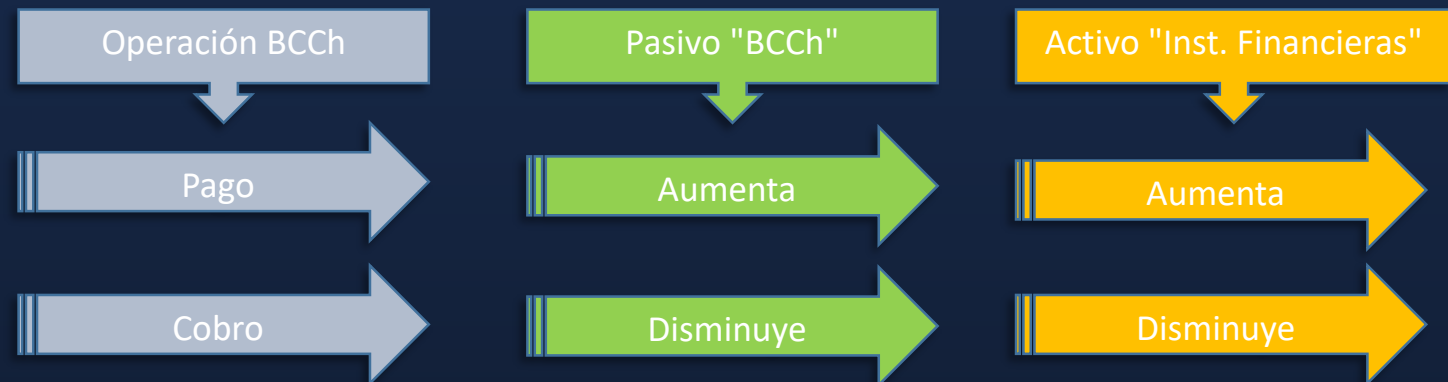 Operación BCCh
Pasivo "BCCh"
Activo "Inst. Financieras"
Pago
Aumenta
Aumenta
Cobro
Disminuye
Disminuye